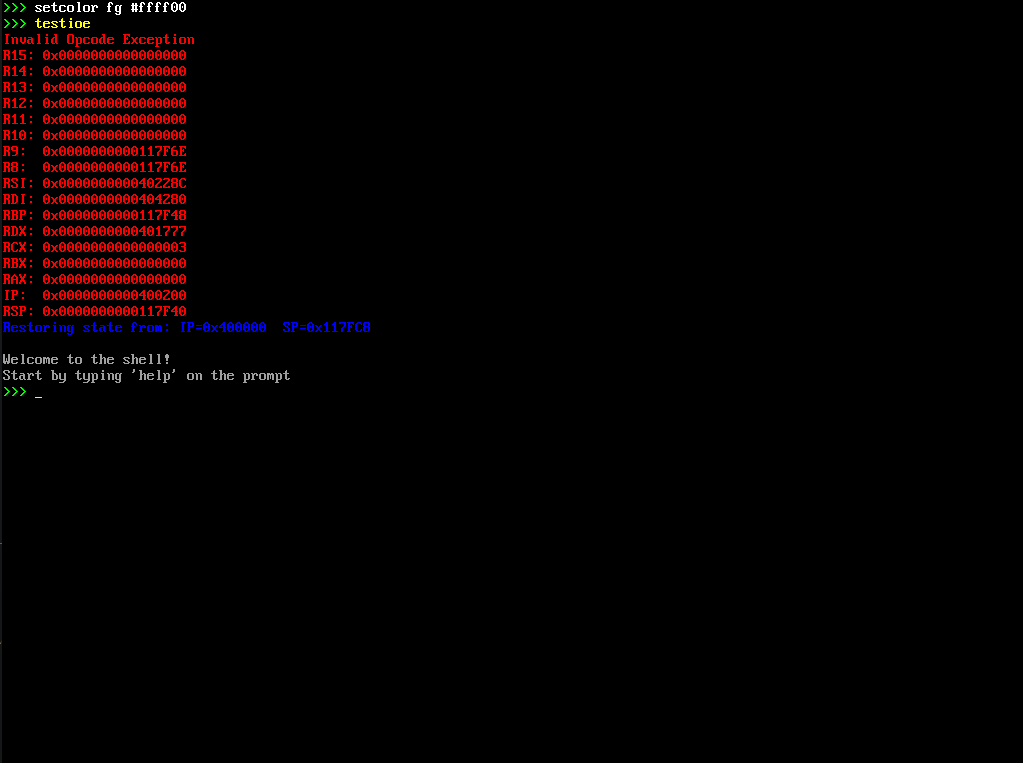 >>> setcolor fg #ffff00
>>> testioe
Invalid Opcode Exception
R15: 0x0000000000000000
R14: 0x0000000000000000
R13: 0x0000000000000000
R12: 0x0000000000000000
R11: 0x0000000000000000
R10: 0x0000000000000000
R9:  0x0000000000117F6E
R8:  0x0000000000117F6E
RSI: 0x000000000040228C
RDI: 0x0000000000404280
RBP: 0x0000000000117F48
RDX: 0x0000000000401777
RCX: 0x0000000000000003
RBX: 0x0000000000000000
RAX: 0x0000000000000000
IP:  0x0000000000400200
RSP: 0x0000000000117F40
Restoring state from: IP=0x400000  SP=0x117FC8
Welcome to the shell!
Start by typing 'help' on the prompt
>>> _